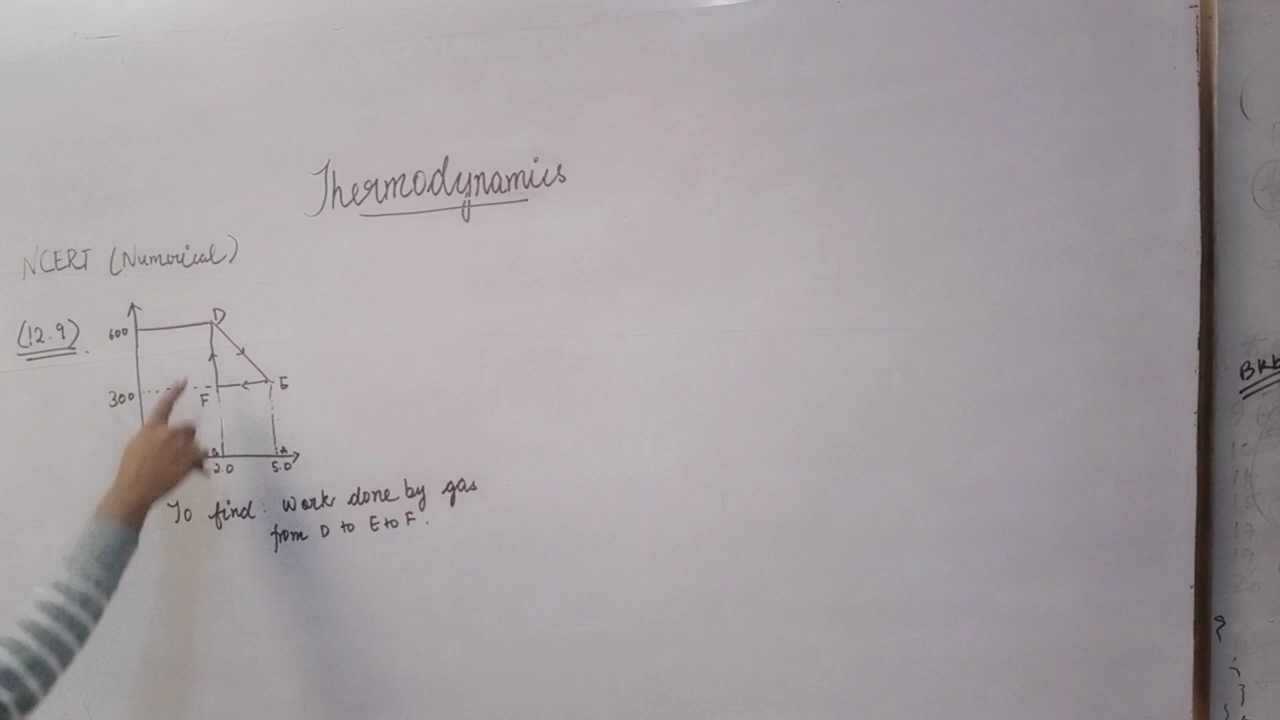 Thermodynamics
NCERT (Numerical)
(12.9).
600
D
300
F
E
B
A
2.0
5.0
To find: Work done by gas
from D to E to F.